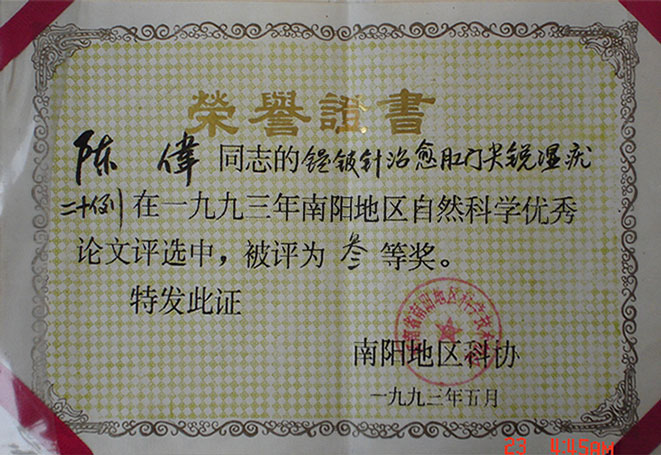 榮譽證書
陈偉同志的铍针治愈肛门尖锐湿疣
二十例在一九九三年南阳地区自然科学优秀
论文评选中，被评为叁等奖。
特发此证
南阳地区科协
一九九三年五月
23 4:45AM